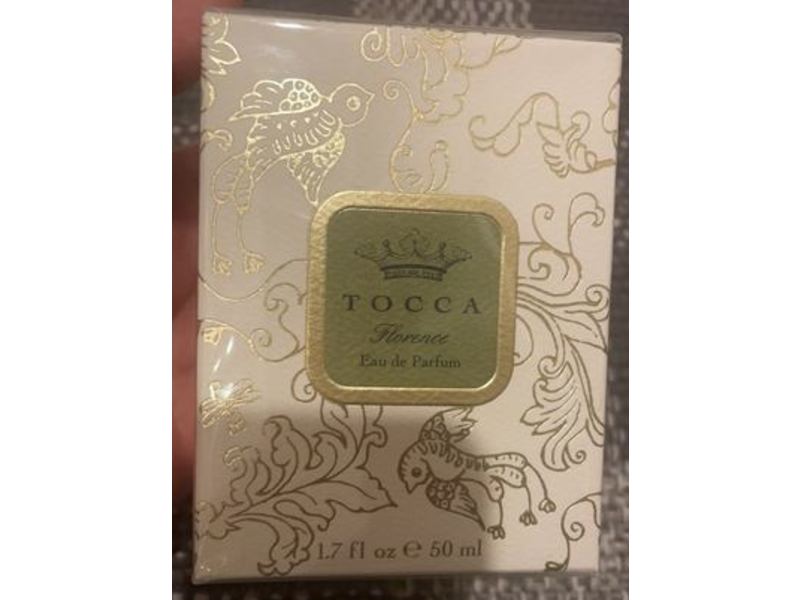 TOCCA
Florence
Eau de Parfum
1.7 fl oz ℮ 50 ml